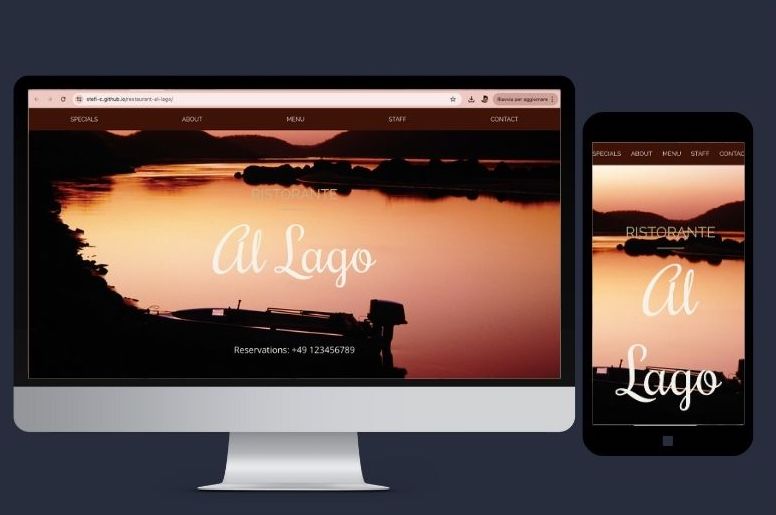 stefi-c.github.io/restaurant-al-lago/
Riavvia per aggiornare
SPECIALS ABOUT MENU STAFF CONTACT
RISTORANTE
Al Lago
Reservations: +49 123456789
SPECIALS ABOUT MENU STAFF CONTAC
RISTORANTE
Al
Lago